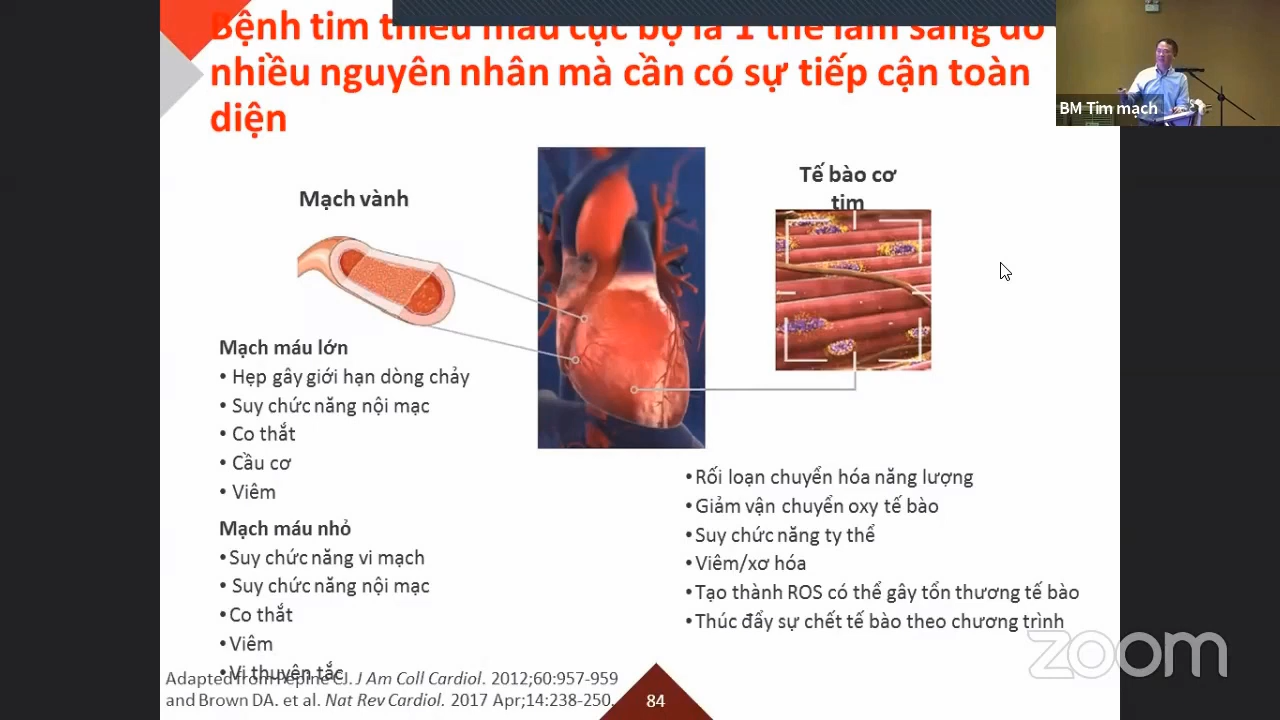 Bệnh tim thiếu máu cục bộ là 1 thể lâm sàng do
nhiều nguyên nhân mà cần có sự tiếp cận toàn
diện
BM Tim mạch
Mạch vành
Tế bào cơ
tim
Mạch máu lớn
• Hẹp gây giới hạn dòng chảy
• Suy chức năng nội mạc
• Co thắt
• Cầu cơ
• Viêm
Mạch máu nhỏ
• Suy chức năng vi mạch
• Suy chức năng nội mạc
• Co thắt
• Viêm
• Vi thuyên tắc
• Rối loạn chuyển hóa năng lượng
• Giảm vận chuyển oxy tế bào
• Suy chức năng ty thể
• Viêm/xơ hóa
• Tạo thành ROS có thể gây tổn thương tế bào
• Thúc đẩy sự chết tế bào theo chương trình
Adapted from Pepine CJ. J Am Coll Cardiol. 2012;60:957-959
and Brown DA. et al. Nat Rev Cardiol. 2017 Apr;14:238-250.
84
zoom